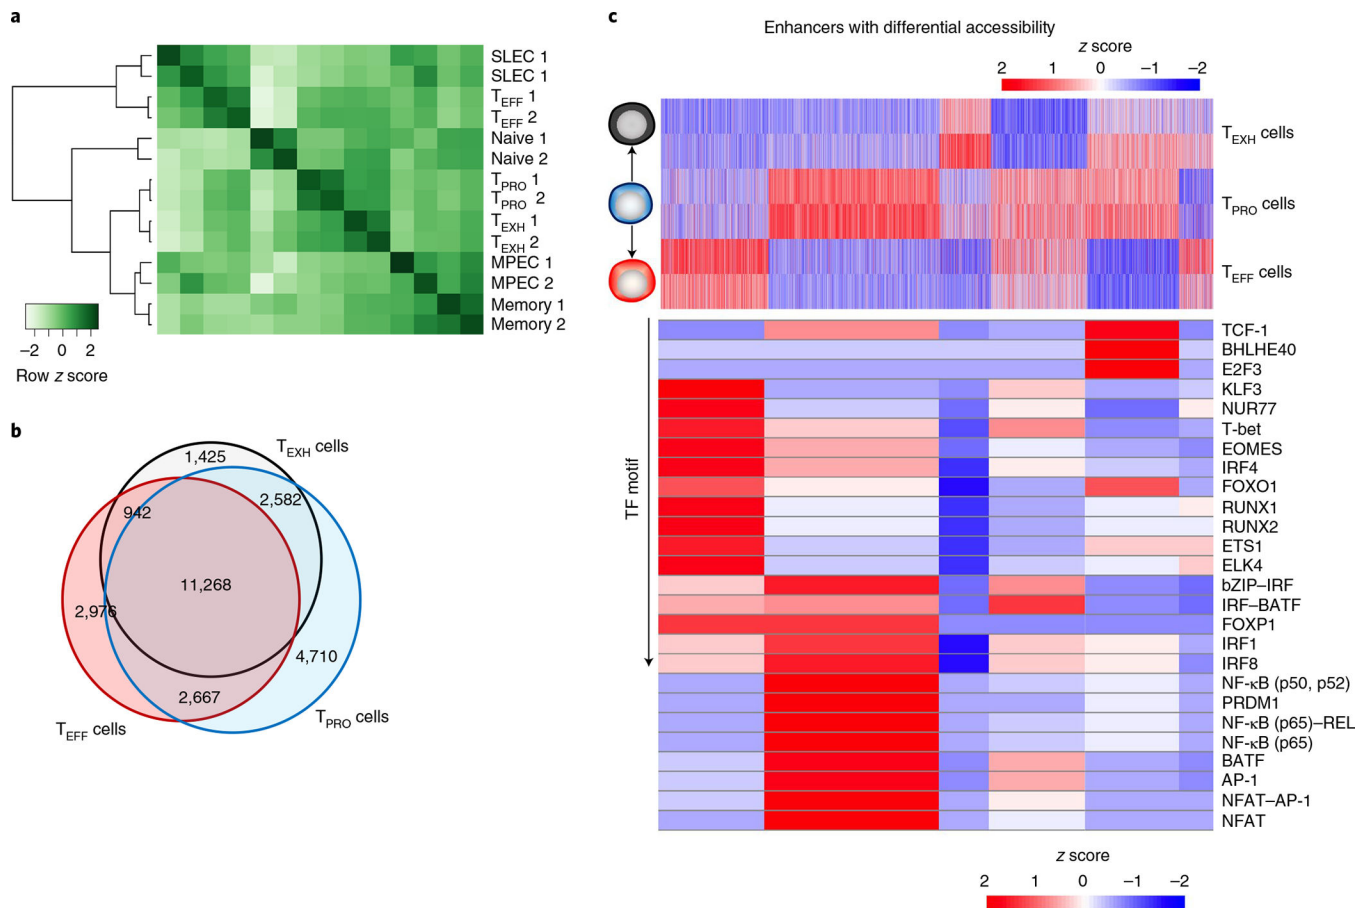 a
SLEC 1
SLEC 1
TEFF 1
TEFF 2
Naive 1
Naive 2
TPRO 1
TPRO 2
TEXH 1
TEXH 2
MPEC 1
MPEC 2
Memory 1
Memory 2
−2 0 2
Row z score
b
TEXH cells
1,425
2,582
942
11,268
2,976
4,710
2,667
TEFF cells
TPRO cells
c
Enhancers with differential accessibility
z score
2 1 0 −1 −2
TEXH cells
TPRO cells
TEFF cells
TF motif
TCF-1
BHLHE40
E2F3
KLF3
NUR77
T-bet
EOMES
IRF4
FOXO1
RUNX1
RUNX2
ETS1
ELK4
bZIP–IRF
IRF–BATF
FOXP1
IRF1
IRF8
NF-κB (p50, p52)
PRDM1
NF-κB (p65)–REL
NF-κB (p65)
BATF
AP-1
NFAT–AP-1
NFAT
z score
2 1 0 −1 −2